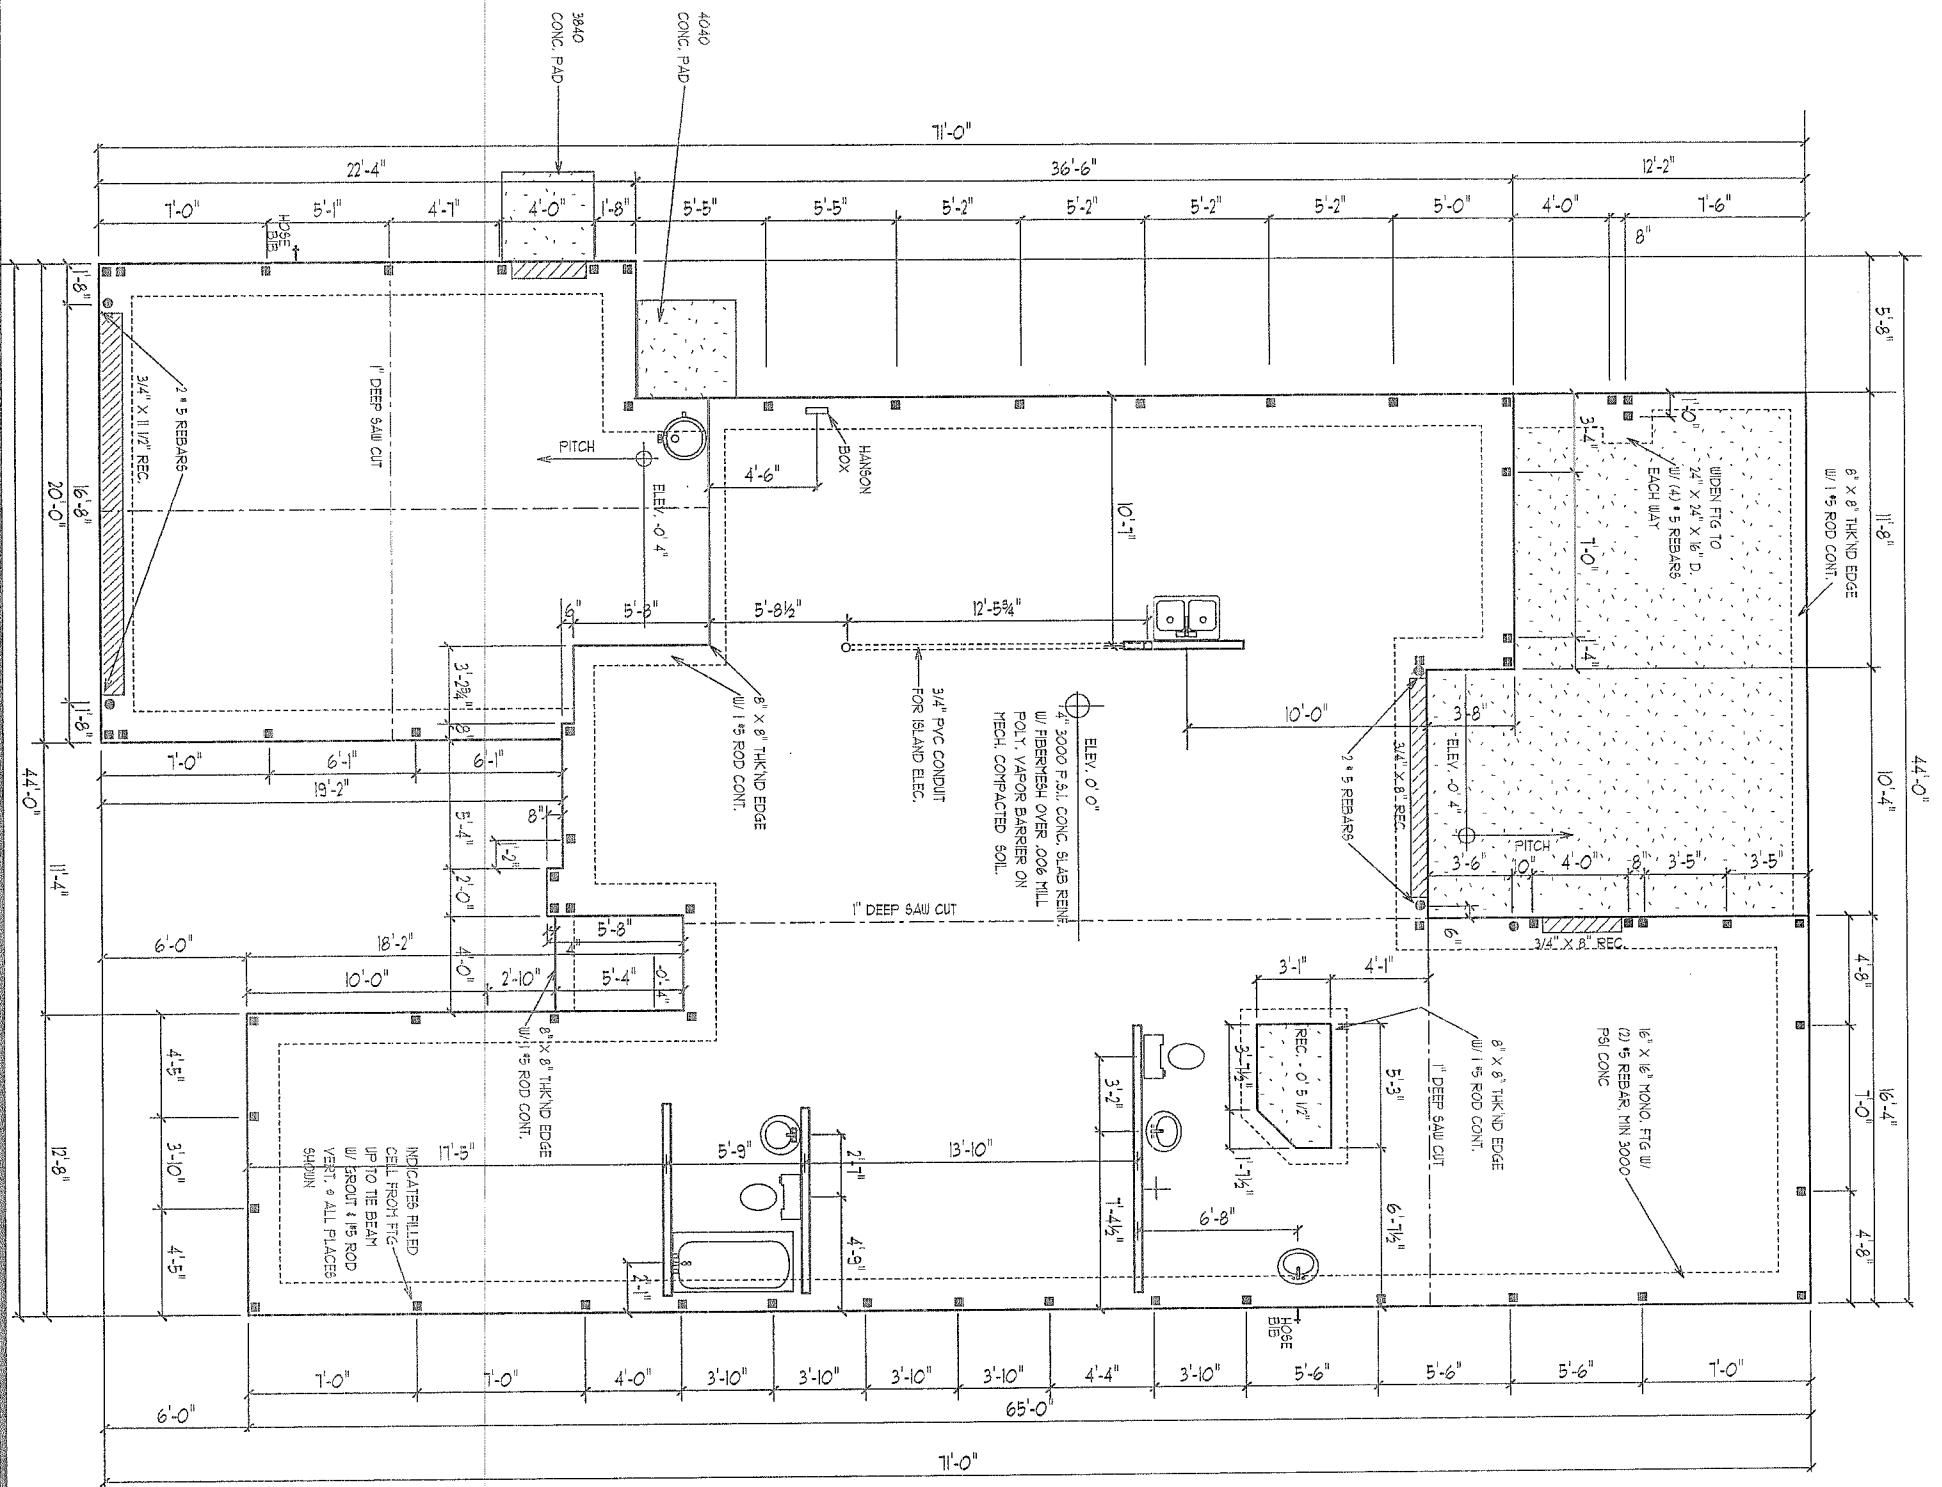 3840
CONC. PAD
4040
CONC. PAD
71'-0"
22'-4"
36'-6"
12'-2"
7'-0"
5'-1"
4'-7"
4'-0"
1'-8"
5'-5"
5'-5"
5'-2"
5'-2"
5'-2"
5'-2"
5'-0"
4'-0"
8"
7'-6"
HOSE
BIB
1'-8"
16'-8"
20'-0"
1'-8"
44'-0"
11'-4"
12'-8"
2 # 5 REBARS
3/4" X 11 1/2" REC.
1" DEEP SAW CUT
PITCH
ELEV. -0' 4"
4'-6"
HANSON
BOX
10'-7"
6"
5'-8"
5'-8½"
12'-5¾"
3'-2¾"
8"
8" X 8" THK'ND EDGE
W/ 1 #5 ROD CONT.
3/4" PVC CONDUIT
FOR ISLAND ELEC.
ELEV. 0' 0"
4" 3000 P.S.I. CONC. SLAB REINF.
W/ FIBERMESH OVER .006 MILL
POLY. VAPOR BARRIER ON
MECH. COMPACTED SOIL.
10'-0"
3'-8"
2 # 5 REBARS
3/4" X 8" REC.
ELEV. -0' 4"
PITCH
WIDEN FTG TO
24" X 24" X 16" D.
W/ (4) # 5 REBARS
EACH WAY
1'-0"
3'-4"
7'-0"
1'-4"
8" X 8" THK'ND EDGE
W/ 1 #5 ROD CONT.
5'-8"
11'-8"
10'-4"
16'-4"
44'-0"
3'-6"
10"
4'-0"
8"
3'-5"
3'-5"
6"
3/4" X 8" REC.
4'-8"
7'-0"
4'-8"
7'-0"
6'-1"
6'-1"
19'-2"
8"
5'-4"
1'-2"
2'-0"
4'-0"
6'-0"
18'-2"
10'-0"
2'-10"
5'-8"
4"
5'-4"
-0'-4"
1" DEEP SAW CUT
3'-1"
4'-1"
REC. - 0' 5 1/2"
3'-7½"
1'-7½"
5'-3"
6'-7½"
8" X 8" THK'ND EDGE
W/ 1 #5 ROD CONT.
1" DEEP SAW CUT
16" X 16" MONO. FTG W/
(2) #5 REBAR, MIN 3000
PSI CONC
8" X 8" THK'ND EDGE
W/ 1 #5 ROD CONT.
4'-5"
3'-10"
4'-5"
INDICATES FILLED
CELL FROM FTG
UP TO TIE BEAM
W/ GROUT & 1#5 ROD
VERT. @ ALL PLACES
SHOWN
5'-9"
13'-10"
2'-7"
4'-9"
2'-1"
3'-2"
7'-4½"
6'-8"
HOSE
BIB
7'-0"
7'-0"
4'-0"
3'-10"
3'-10"
3'-10"
3'-10"
4'-4"
3'-10"
5'-6"
5'-6"
5'-6"
7'-0"
6'-0"
65'-0"
71'-0"